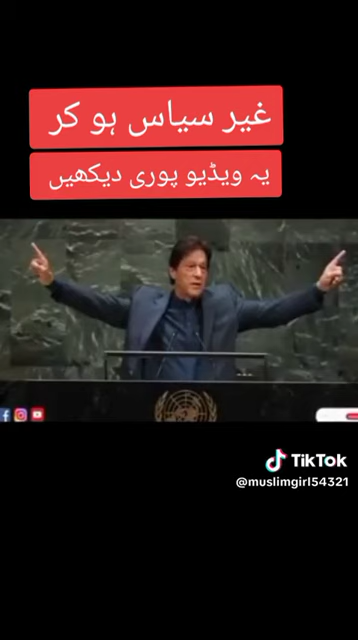 غیر سیاس ہو کر
یہ ویڈیو پوری دیکھیں
TikTok
@muslimgirl54321